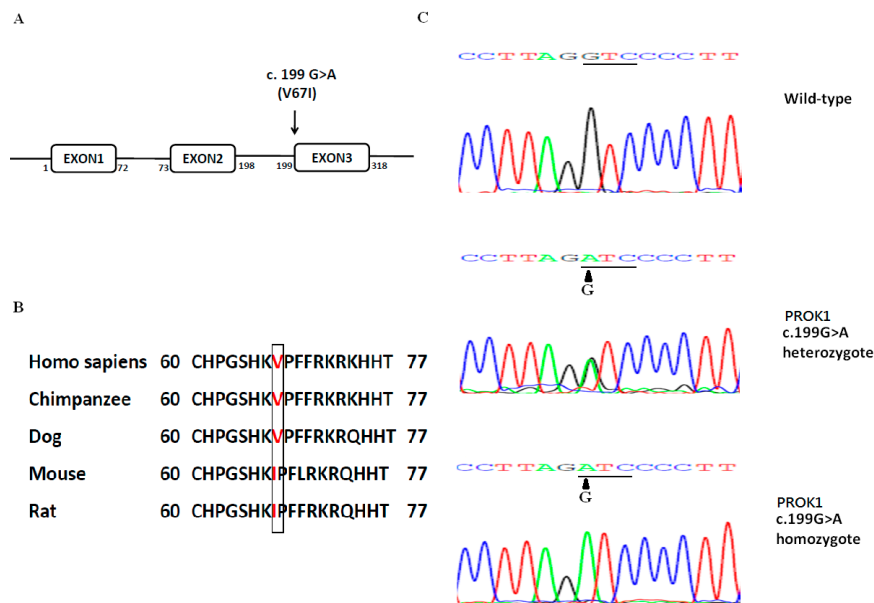 A
c. 199 G>A
(V67I)
EXON1 EXON2 EXON3
1 72 73 198 199 318
B
Homo sapiens 60 CHPGSHKVPFFRKRKHHT 77
Chimpanzee 60 CHPGSHKVPFFRKRKHHT 77
Dog 60 CHPGSHKVPFFRKRQHHT 77
Mouse 60 CHPGSHKIPFLRKRQHHT 77
Rat 60 CHPGSHKIPFFRKRQHHT 77
C
CCTTAGGTCCCCTT
Wild-type
CCTTAGATCCCCTT
G
PROK1
c.199G>A
heterozygote
CCTTAGATCCCCTT
G
PROK1
c.199G>A
homozygote